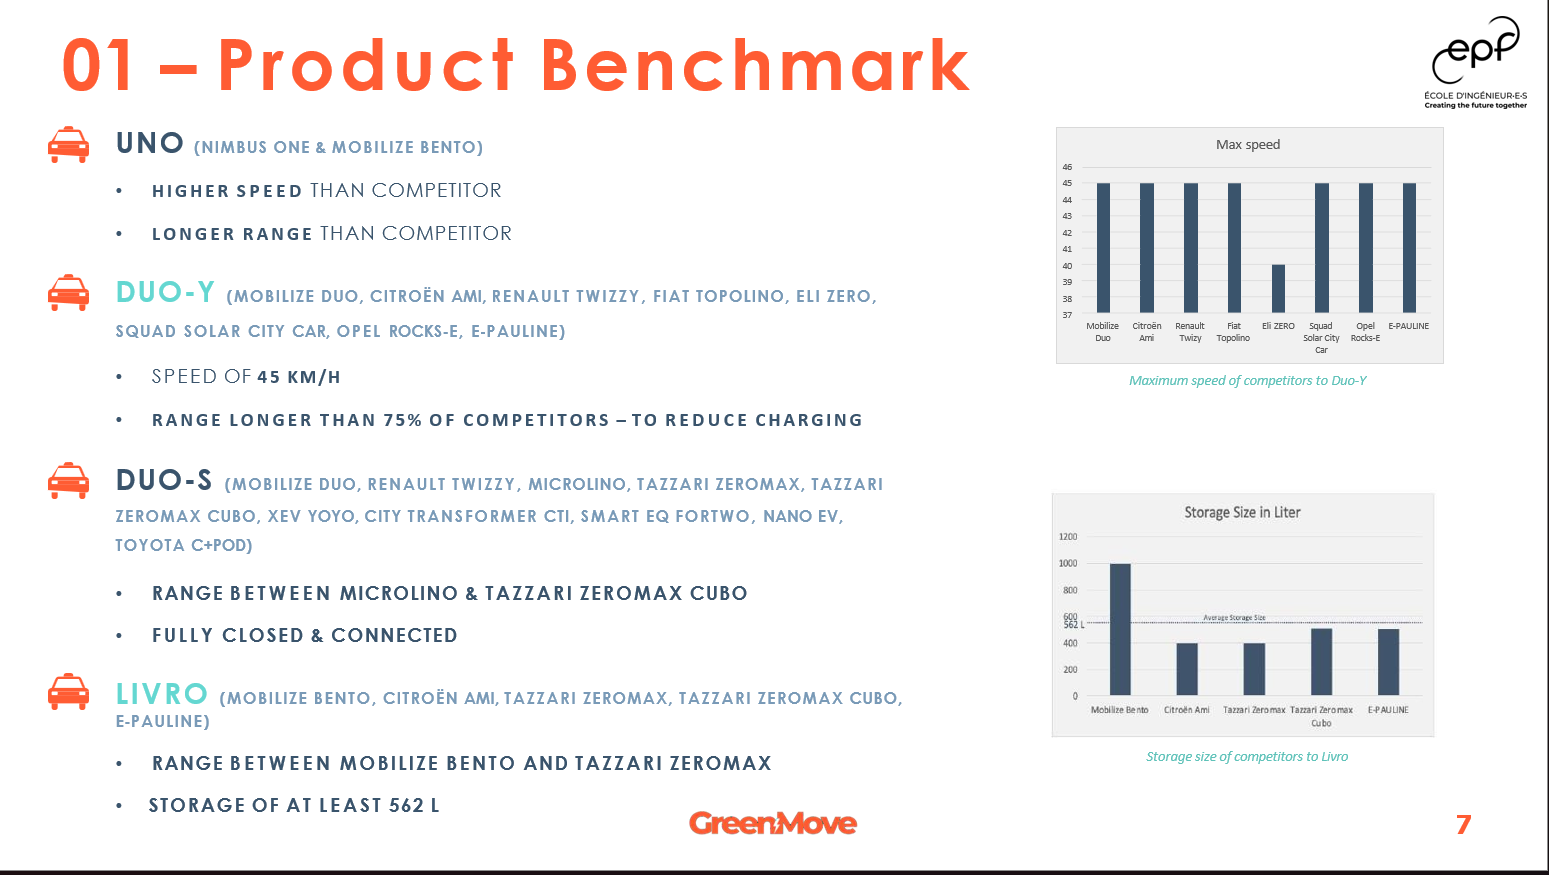 01 – Product Benchmark
epf
ÉCOLE D'INGÉNIEUR·E·S
Creating the future together
UNO (NIMBUS ONE & MOBILIZE BENTO)
• HIGHER SPEED THAN COMPETITOR
• LONGER RANGE THAN COMPETITOR
DUO-Y (MOBILIZE DUO, CITROËN AMI, RENAULT TWIZZY, FIAT TOPOLINO, ELI ZERO,
SQUAD SOLAR CITY CAR, OPEL ROCKS-E, E-PAULINE)
• SPEED OF 45 KM/H
• RANGE LONGER THAN 75% OF COMPETITORS – TO REDUCE CHARGING
DUO-S (MOBILIZE DUO, RENAULT TWIZZY, MICROLINO, TAZZARI ZEROMAX, TAZZARI
ZEROMAX CUBO, XEV YOYO, CITY TRANSFORMER CTI, SMART EQ FORTWO, NANO EV,
TOYOTA C+POD)
• RANGE BETWEEN MICROLINO & TAZZARI ZEROMAX CUBO
• FULLY CLOSED & CONNECTED
LIVRO (MOBILIZE BENTO, CITROËN AMI, TAZZARI ZEROMAX, TAZZARI ZEROMAX CUBO,
E-PAULINE)
• RANGE BETWEEN MOBILIZE BENTO AND TAZZARI ZEROMAX
• STORAGE OF AT LEAST 562 L
Max speed
46
45
44
43
42
41
40
39
38
37
Mobilize Citroën Renault Fiat Eli ZERO Squad Opel E-PAULINE
Duo Ami Twizy Topolino Solar City Rocks-E
Car
Maximum speed of competitors to Duo-Y
Storage Size in Liter
1200
1000
800
600
562 L
Average Storage Size
400
200
0
Mobilize Bento Citroën Ami Tazzari Zeromax Tazzari Zeromax E-PAULINE
Cubo
Storage size of competitors to Livro
GreenMove
7